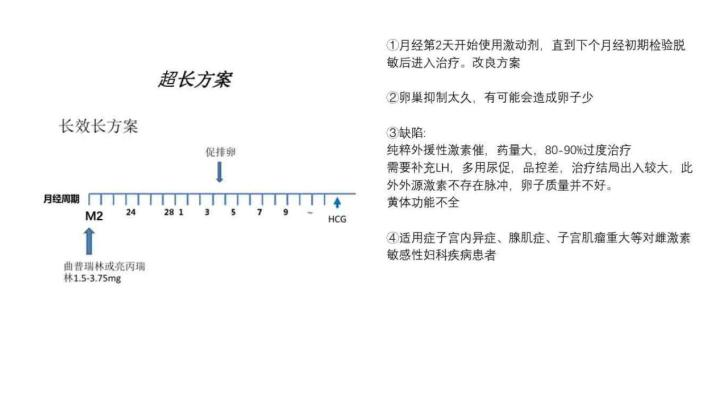 超长方案
长效长方案
促排卵
月经周期
M2
24
28 1
3
5
7
9
~
HCG
曲普瑞林或亮丙瑞
林1.5-3.75mg
①月经第2天开始使用激动剂，直到下个月经初期检验脱
敏后进入治疗。改良方案
②卵巢抑制太久，有可能会造成卵子少
③缺陷:
纯粹外援性激素催，药量大，80-90%过度治疗
需要补充LH，多用尿促，品控差，治疗结局出入较大，此
外外源激素不存在脉冲，卵子质量并不好。
黄体功能不全
④适用症子宫内异症、腺肌症、子宫肌瘤重大等对雌激素
敏感性妇科疾病患者